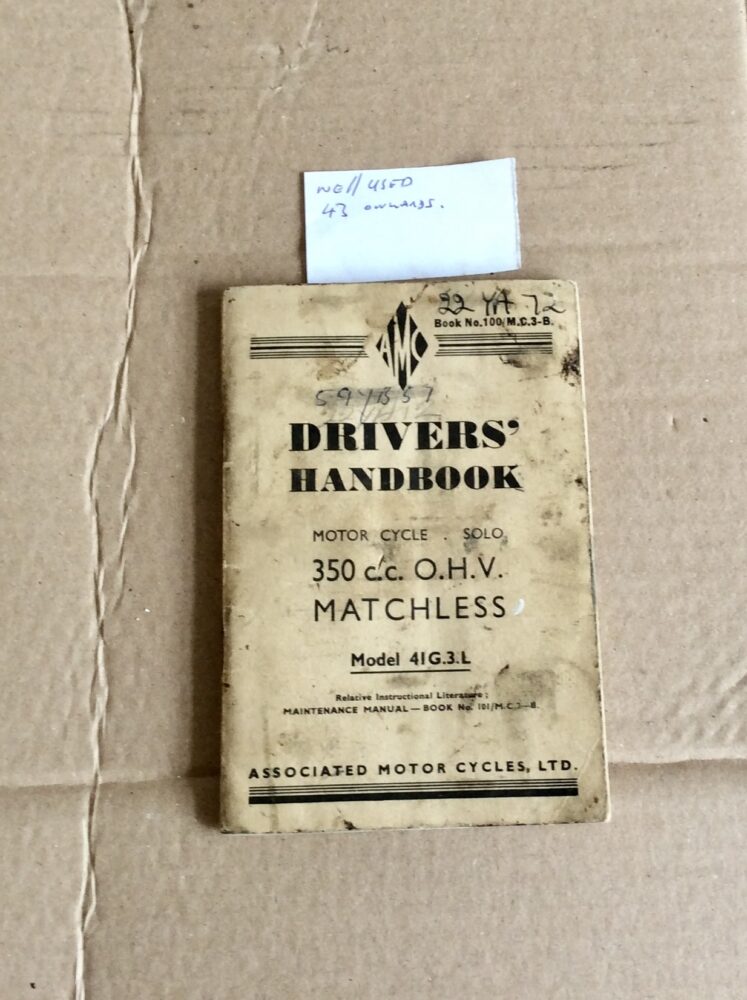 WEll USED
43 ONWARDS.
22 YA 72
Book No.100/M.C.3-B.
AMC
59YB57
DRIVERS'
HANDBOOK
MOTOR CYCLE . SOLO
350 c.c. O.H.V.
MATCHLESS
Model 41G.3.L
Relative Instructional Literature;
MAINTENANCE MANUAL — BOOK No. 101/M.C.3—B.
ASSOCIATED MOTOR CYCLES, LTD.